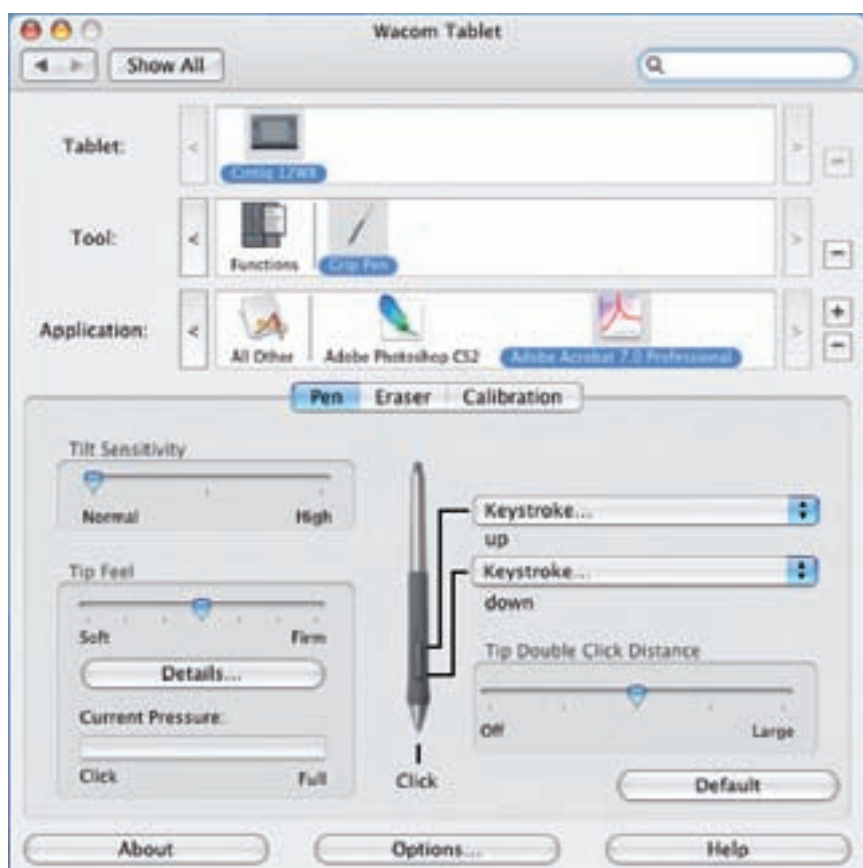 Wacom Tablet
Show All
Tablet:
Cintiq 12WX
Tool:
Functions
Grip Pen
Application:
All Other
Adobe Photoshop CS2
Adobe Acrobat 7.0 Professional
Pen Eraser Calibration
Tilt Sensitivity
Normal High
Keystroke...
up
Tip Feel
Keystroke...
down
Soft Firm
Details...
Tip Double Click Distance
Off Large
Current Pressure:
Click Full
Click
Default
About Options... Help